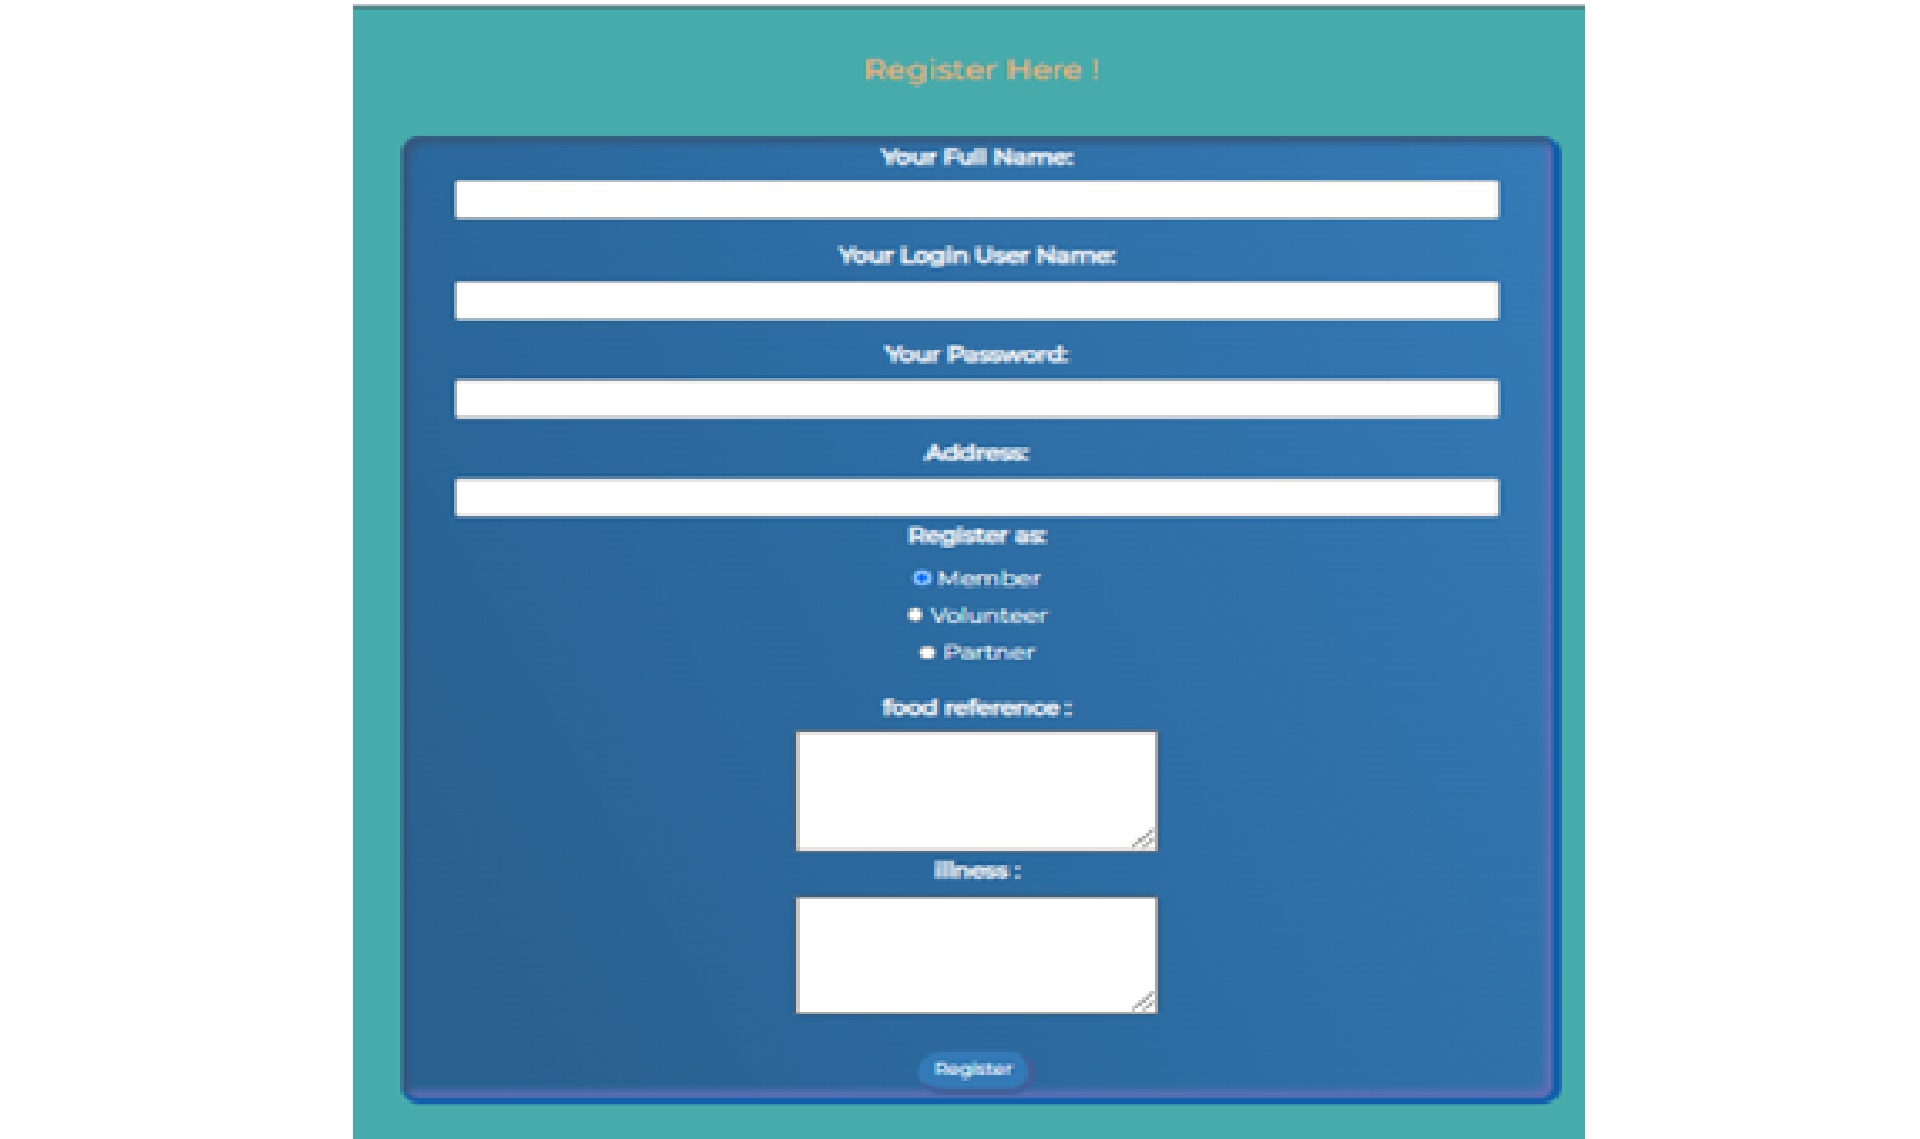 Register Here !
Your Full Name:
Your Login User Name:
Your Password:
Address:
Register as:
Member
Volunteer
Partner
food reference :
illness :
Register